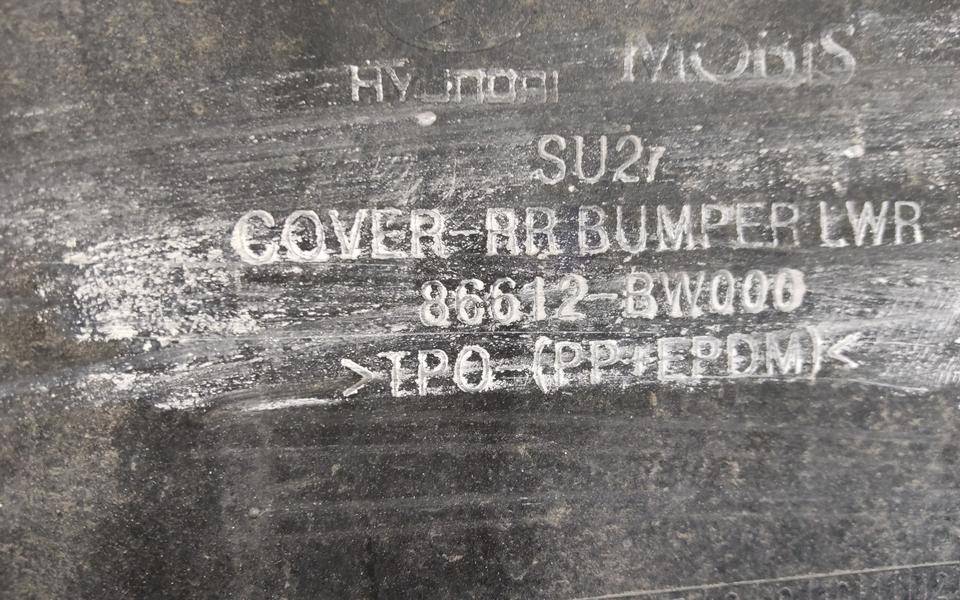 HYUNDAI MOBIS
SU2r
COVER-RR BUMPER LWR
86612-BW000
>TPO-(PP+EPDM)<